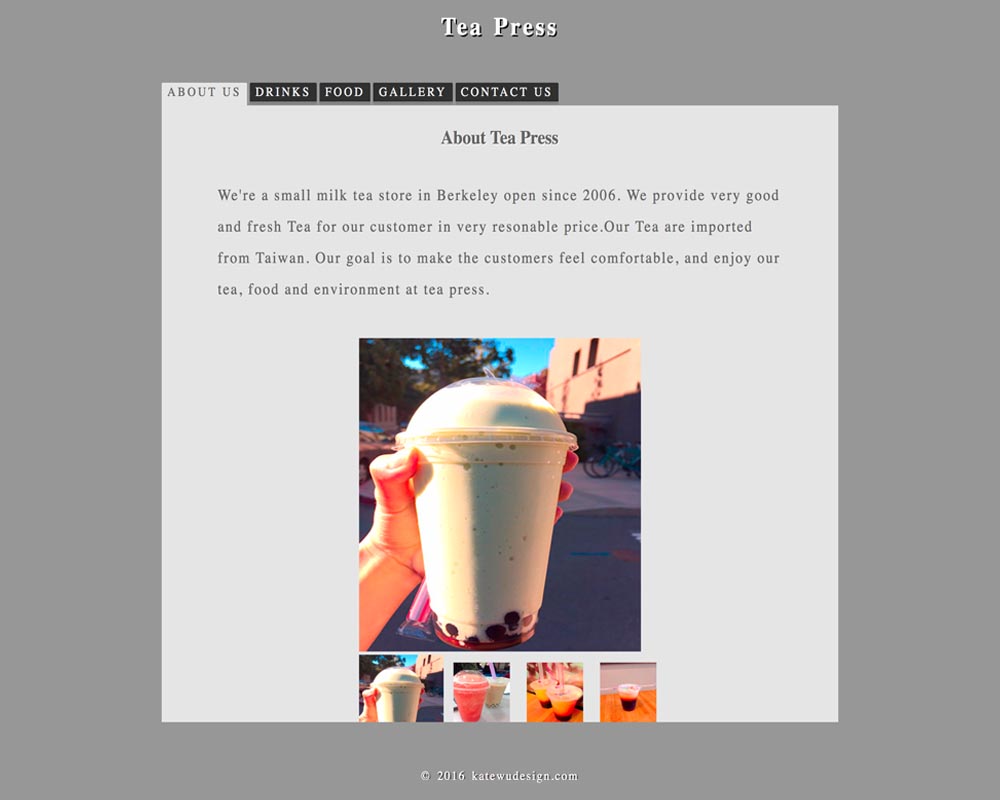 Tea Press
ABOUT US DRINKS FOOD GALLERY CONTACT US
About Tea Press
We're a small milk tea store in Berkeley open since 2006. We provide very good
and fresh Tea for our customer in very resonable price.Our Tea are imported
from Taiwan. Our goal is to make the customers feel comfortable, and enjoy our
tea, food and environment at tea press.
© 2016 katewudesign.com